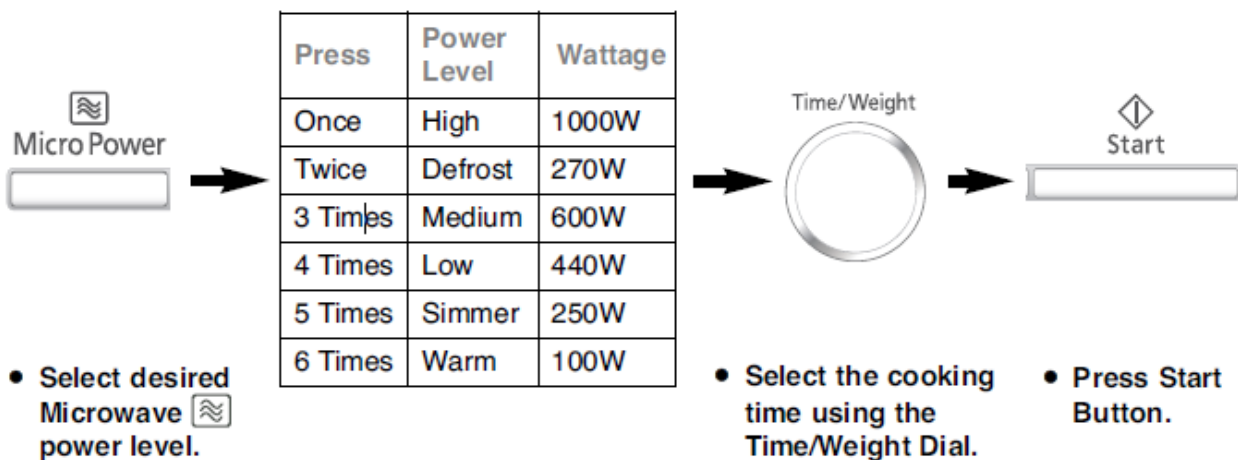 Micro Power
Press Power Level Wattage
Once High 1000W
Twice Defrost 270W
3 Times Medium 600W
4 Times Low 440W
5 Times Simmer 250W
6 Times Warm 100W
Time/Weight
Start
• Select desired
Microwave
power level.
• Select the cooking
time using the
Time/Weight Dial.
• Press Start
Button.